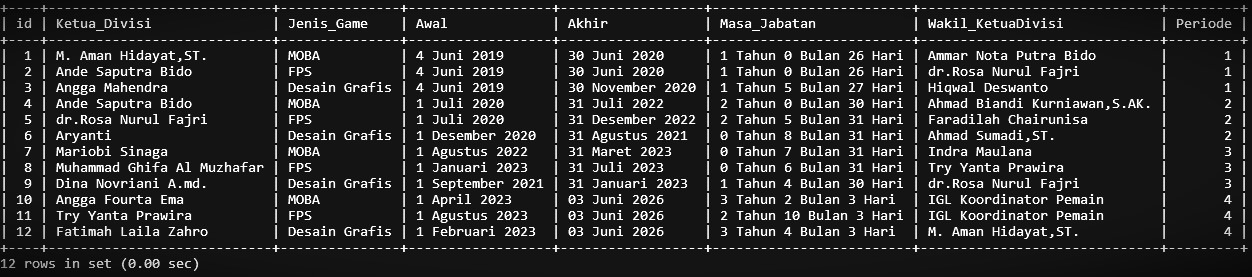 | id | Ketua_Divisi | Jenis_Game | Awal | Akhir | Masa_Jabatan | Wakil_KetuaDivisi | Periode |
| 1 | M. Aman Hidayat,ST. | MOBA | 4 Juni 2019 | 30 Juni 2020 | 1 Tahun 0 Bulan 26 Hari | Ammar Nota Putra Bido | 1 |
| 2 | Ande Saputra Bido | FPS | 4 Juni 2019 | 30 Juni 2020 | 1 Tahun 0 Bulan 26 Hari | dr.Rosa Nurul Fajri | 1 |
| 3 | Angga Mahendra | Desain Grafis | 4 Juni 2019 | 30 November 2020 | 1 Tahun 5 Bulan 27 Hari | Hiqwal Deswanto | 1 |
| 4 | Ande Saputra Bido | MOBA | 1 Juli 2020 | 31 Juli 2022 | 2 Tahun 0 Bulan 30 Hari | Ahmad Biandi Kurniawan,S.AK. | 2 |
| 5 | dr.Rosa Nurul Fajri | FPS | 1 Juli 2020 | 31 Desember 2022 | 2 Tahun 5 Bulan 31 Hari | Faradilah Chairunisa | 2 |
| 6 | Aryanti | Desain Grafis | 1 Desember 2020 | 31 Agustus 2021 | 0 Tahun 8 Bulan 31 Hari | Ahmad Sumadi,ST. | 2 |
| 7 | Mariobi Sinaga | MOBA | 1 Agustus 2022 | 31 Maret 2023 | 0 Tahun 7 Bulan 31 Hari | Indra Maulana | 3 |
| 8 | Muhammad Ghifa Al Muzhafar | FPS | 1 Januari 2023 | 31 Juli 2023 | 0 Tahun 6 Bulan 31 Hari | Try Yanta Prawira | 3 |
| 9 | Dina Novriani A.md. | Desain Grafis | 1 September 2021 | 31 Januari 2023 | 1 Tahun 4 Bulan 30 Hari | dr.Rosa Nurul Fajri | 3 |
| 10 | Angga Fourta Ema | MOBA | 1 April 2023 | 03 Juni 2026 | 3 Tahun 2 Bulan 3 Hari | IGL Koordinator Pemain | 4 |
| 11 | Try Yanta Prawira | FPS | 1 Agustus 2023 | 03 Juni 2026 | 2 Tahun 10 Bulan 3 Hari | IGL Koordinator Pemain | 4 |
| 12 | Fatimah Laila Zahro | Desain Grafis | 1 Februari 2023 | 03 Juni 2026 | 3 Tahun 4 Bulan 3 Hari | M. Aman Hidayat,ST. | 4 |
12 rows in set (0.00 sec)